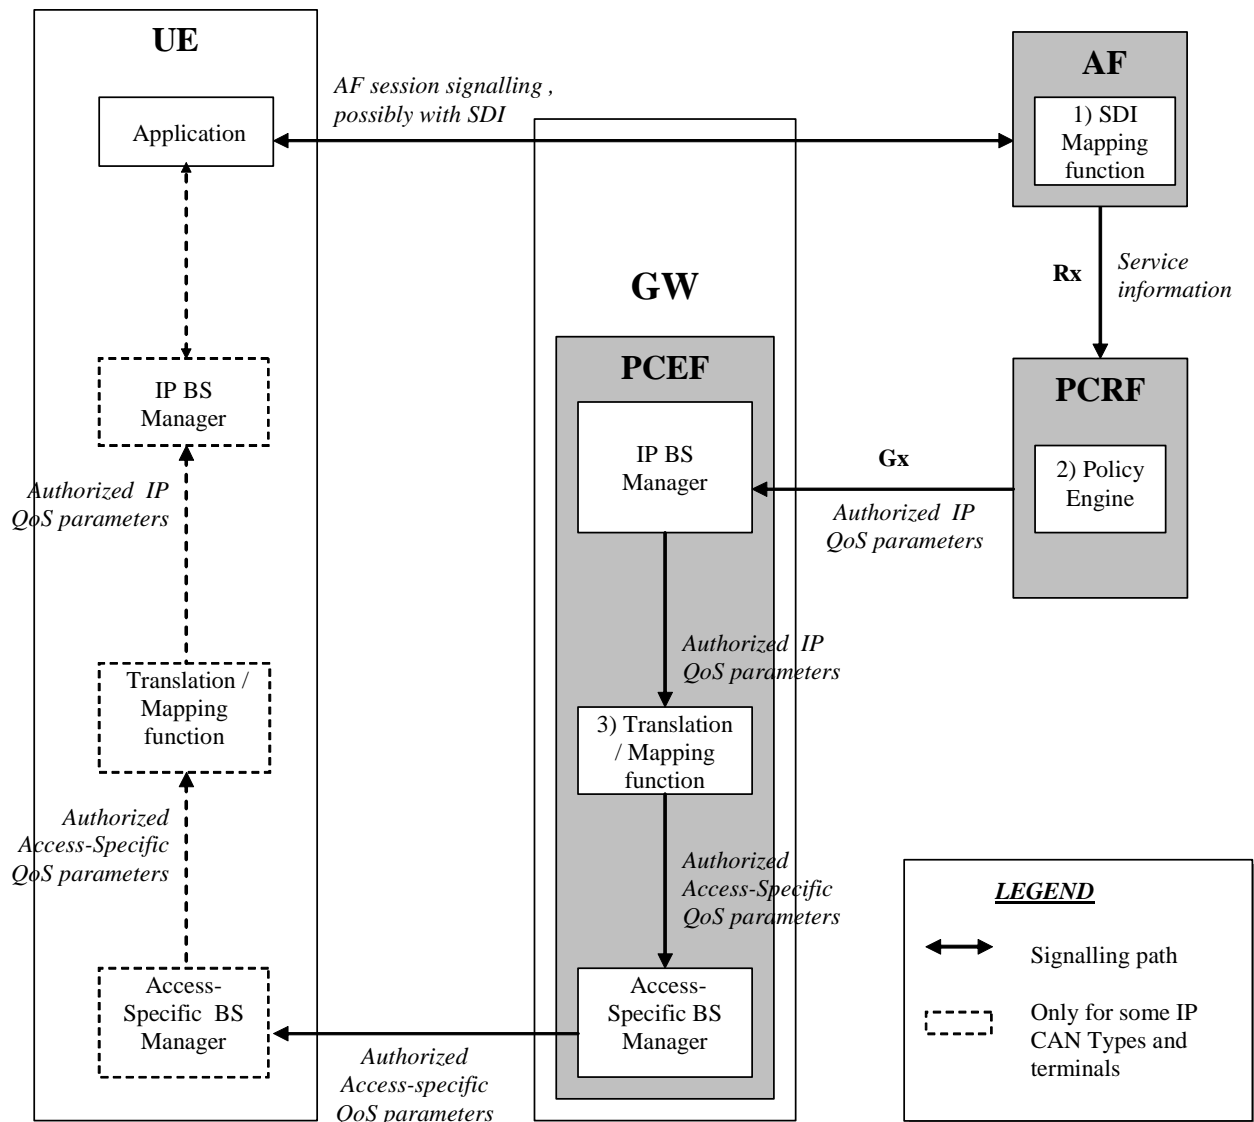 UE
AF
AF session signalling ,
possibly with SDI
Application
1) SDI
Mapping
function
GW
Rx
Service
information
PCEF
PCRF
IP BS
Manager
IP BS
Manager
Gx
2) Policy
Engine
Authorized IP
QoS parameters
Authorized IP
QoS parameters
Authorized IP
QoS parameters
Translation /
Mapping
function
3) Translation
/ Mapping
function
Authorized
Access-Specific
QoS parameters
Authorized
Access-Specific
QoS parameters
Access-
Specific BS
Manager
Access-
Specific BS
Manager
Authorized
Access-specific
QoS parameters
LEGEND
Signalling path
Only for some IP
CAN Types and
terminals